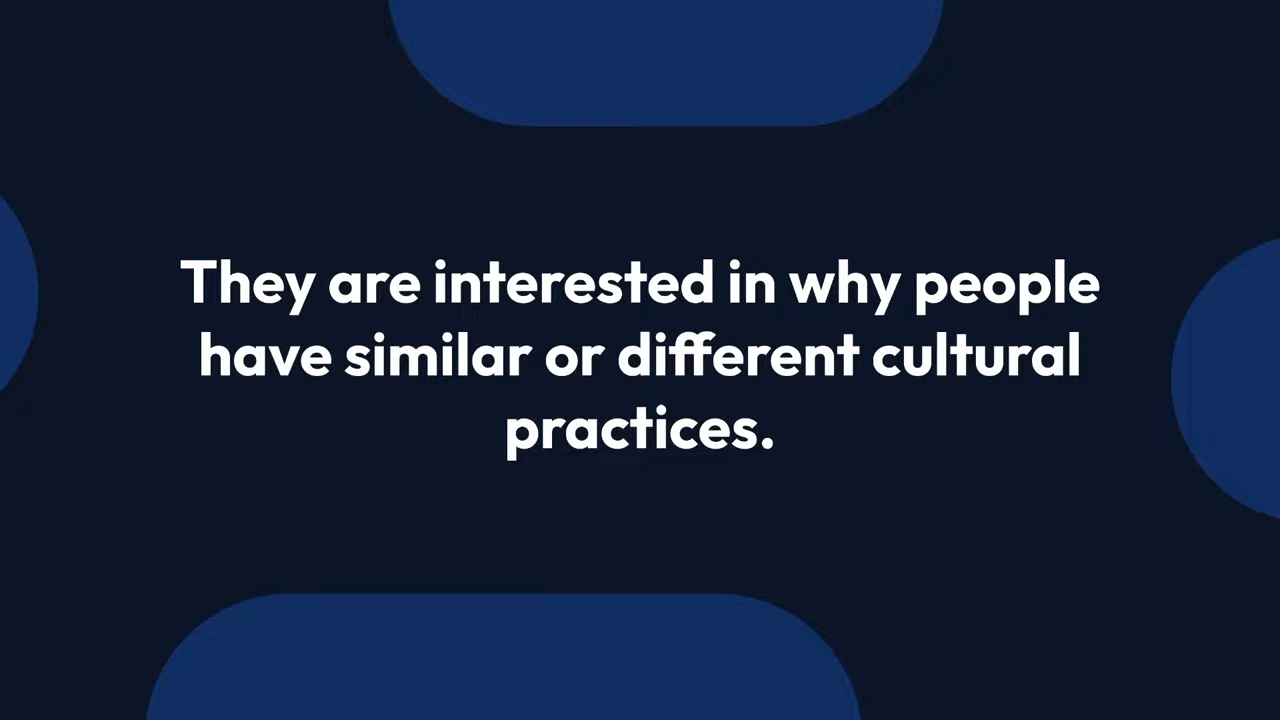 They are interested in why people
have similar or different cultural
practices.